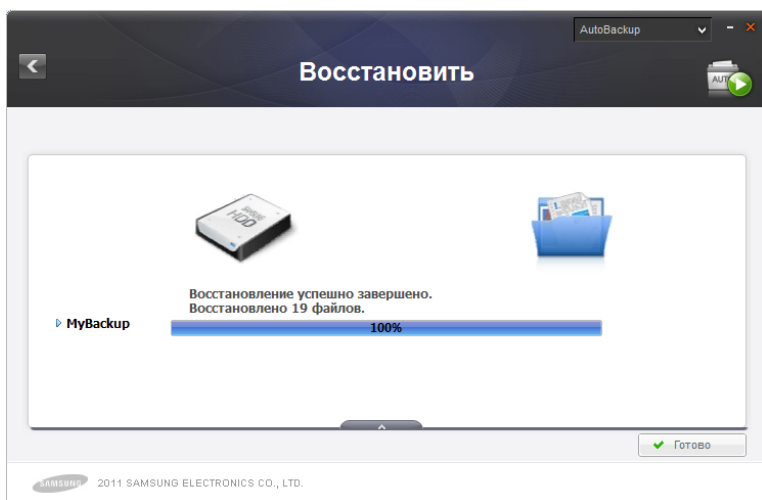 AutoBackup
Восстановить
AUT
SAMSUNG
HDD
Восстановление успешно завершено.
Восстановлено 19 файлов.
MyBackup
100%
Готово
SAMSUNG 2011 SAMSUNG ELECTRONICS CO., LTD.